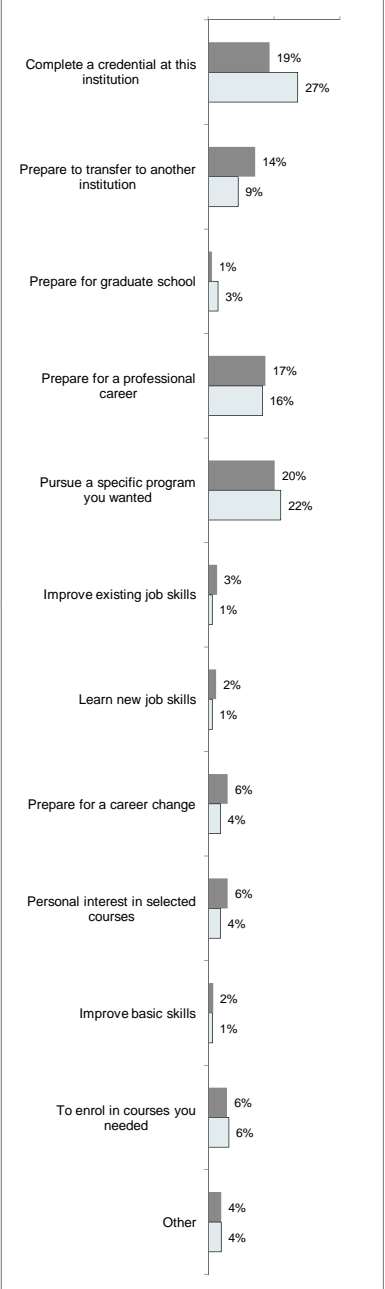 Complete a credential at this
institution
19%
27%
Prepare to transfer to another
institution
14%
9%
Prepare for graduate school
1%
3%
Prepare for a professional
career
17%
16%
Pursue a specific program
you wanted
20%
22%
Improve existing job skills
3%
1%
Learn new job skills
2%
1%
Prepare for a career change
6%
4%
Personal interest in selected
courses
6%
4%
Improve basic skills
2%
1%
To enrol in courses you
needed
6%
6%
Other
4%
4%